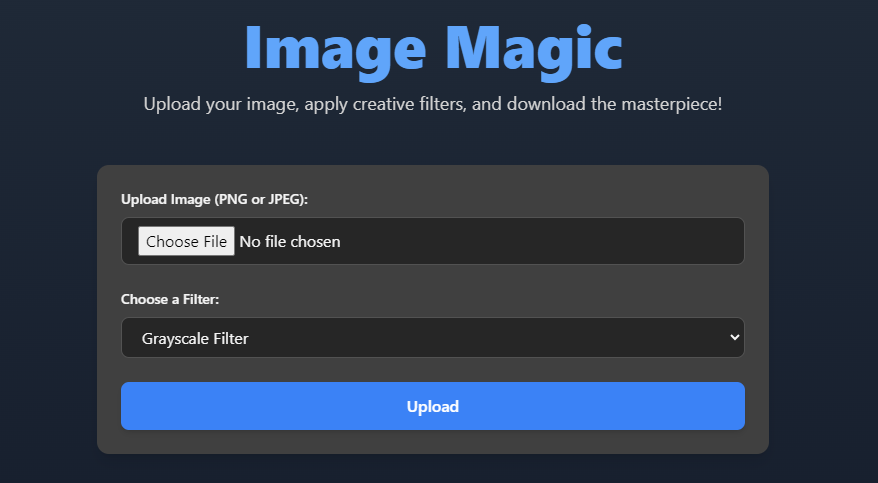 Image Magic
Upload your image, apply creative filters, and download the masterpiece!
Upload Image (PNG or JPEG):
Choose File No file chosen
Choose a Filter:
Grayscale Filter
Upload